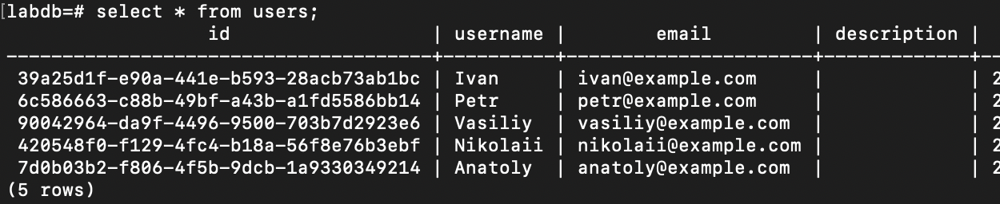 [labdb=# select * from users;
id | username | email | description |
39a25d1f-e90a-441e-b593-28acb73ab1bc | Ivan | ivan@example.com | | 2
6c586663-c88b-49bf-a43b-a1fd5586bb14 | Petr | petr@example.com | | 2
90042964-da9f-4496-9500-703b7d2923e6 | Vasiliy | vasiliy@example.com | | 2
420548f0-f129-4fc4-b18a-56f8e76b3ebf | Nikolaii | nikolaii@example.com | | 2
7d0b03b2-f806-4f5b-9dcb-1a9330349214 | Anatoly | anatoly@example.com | | 2
(5 rows)